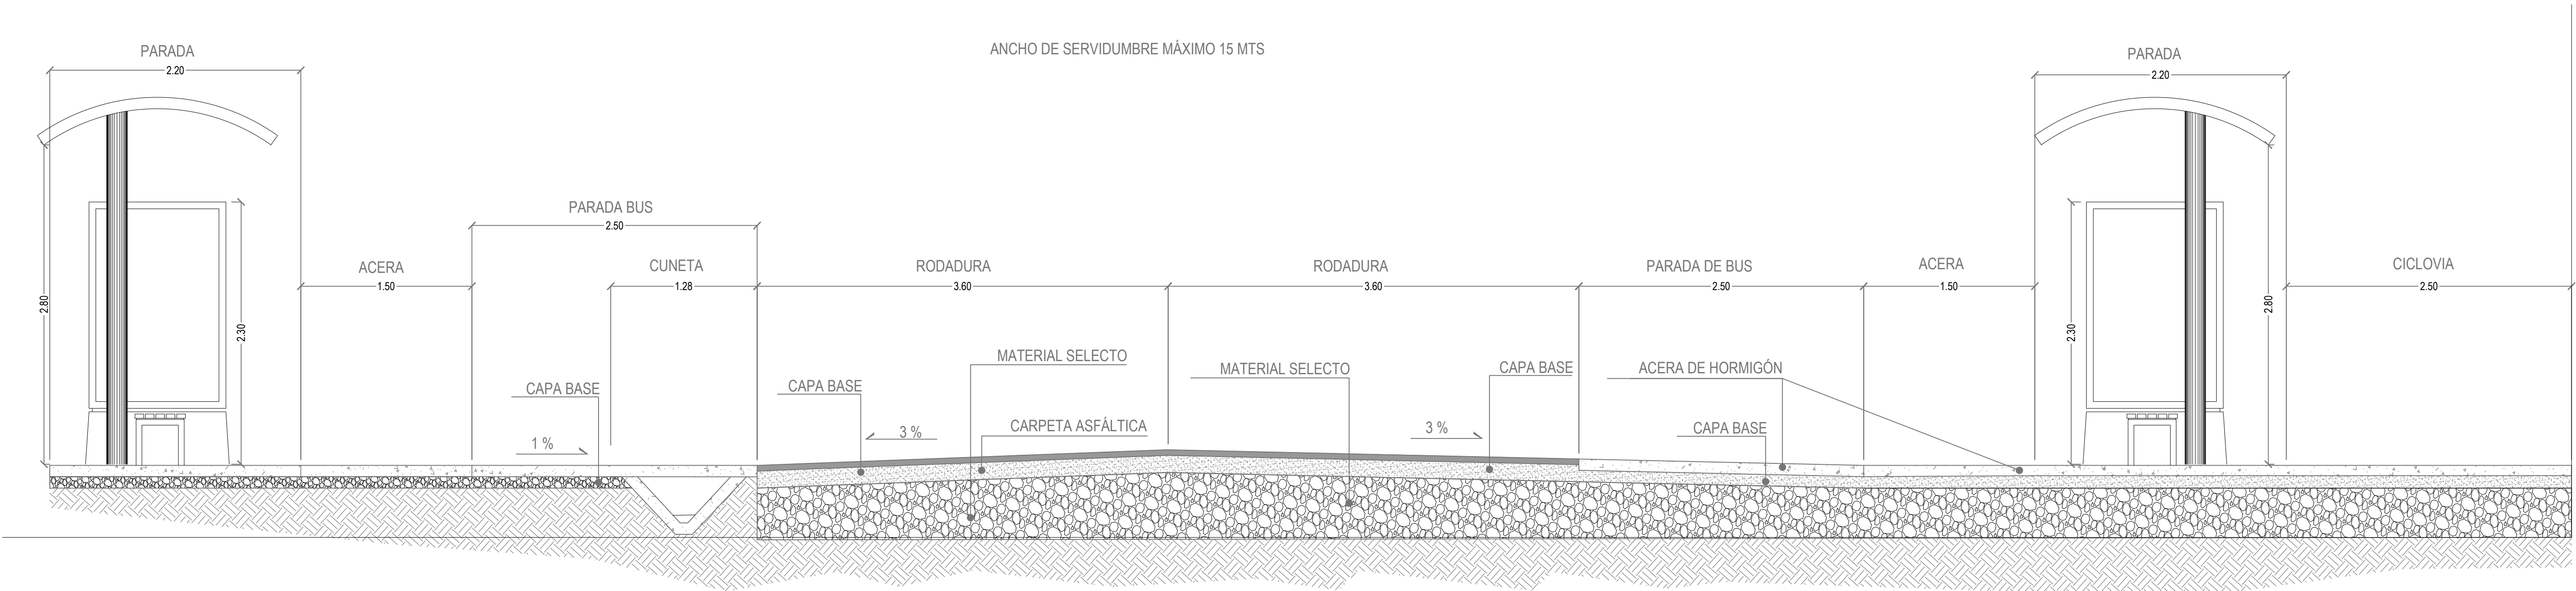 ANCHO DE SERVIDUMBRE MÁXIMO 15 MTS
PARADA
2.20
PARADA
2.20
PARADA BUS
2.50
ACERA
1.50
CUNETA
1.28
RODADURA
3.60
RODADURA
3.60
PARADA DE BUS
2.50
ACERA
1.50
CICLOVIA
2.50
2.80
2.30
2.30
2.80
MATERIAL SELECTO
MATERIAL SELECTO
CAPA BASE
ACERA DE HORMIGÓN
CAPA BASE
CAPA BASE
CARPETA ASFÁLTICA
CAPA BASE
1 %
3 %
3 %